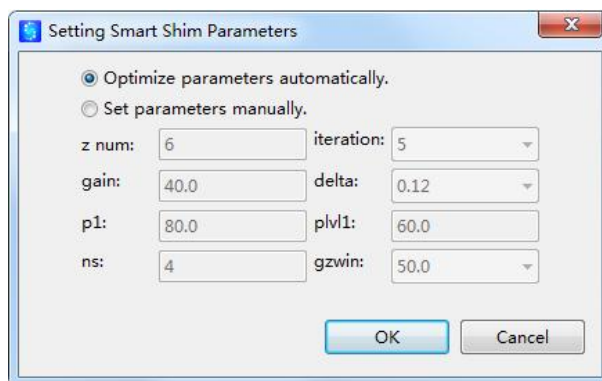 Setting Smart Shim Parameters
Optimize parameters automatically.
Set parameters manually.
z num: 6 iteration: 5
gain: 40.0 delta: 0.12
p1: 80.0 plvl1: 60.0
ns: 4 gzwin: 50.0
OK Cancel